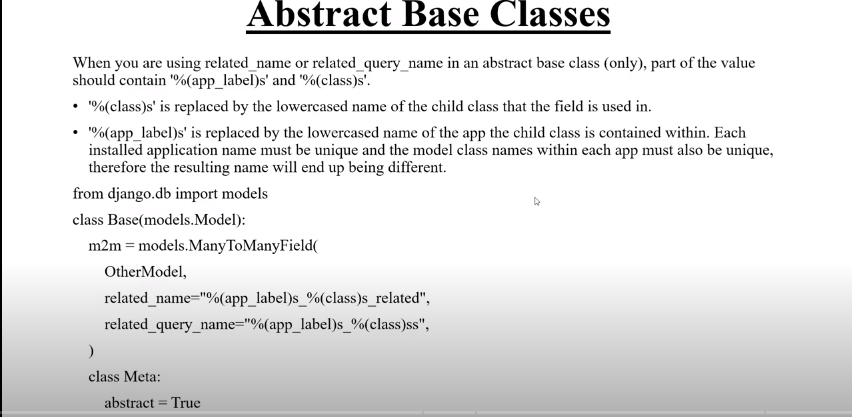 Abstract Base Classes
When you are using related_name or related_query_name in an abstract base class (only), part of the value
should contain '%(app_label)s' and '%(class)s'.
• '%(class)s' is replaced by the lowercased name of the child class that the field is used in.
• '%(app_label)s' is replaced by the lowercased name of the app the child class is contained within. Each
installed application name must be unique and the model class names within each app must also be unique,
therefore the resulting name will end up being different.
from django.db import models
class Base(models.Model):
m2m = models.ManyToManyField(
OtherModel,
related_name="%(app_label)s_%(class)s_related",
related_query_name="%(app_label)s_%(class)ss",
)
class Meta:
abstract = True